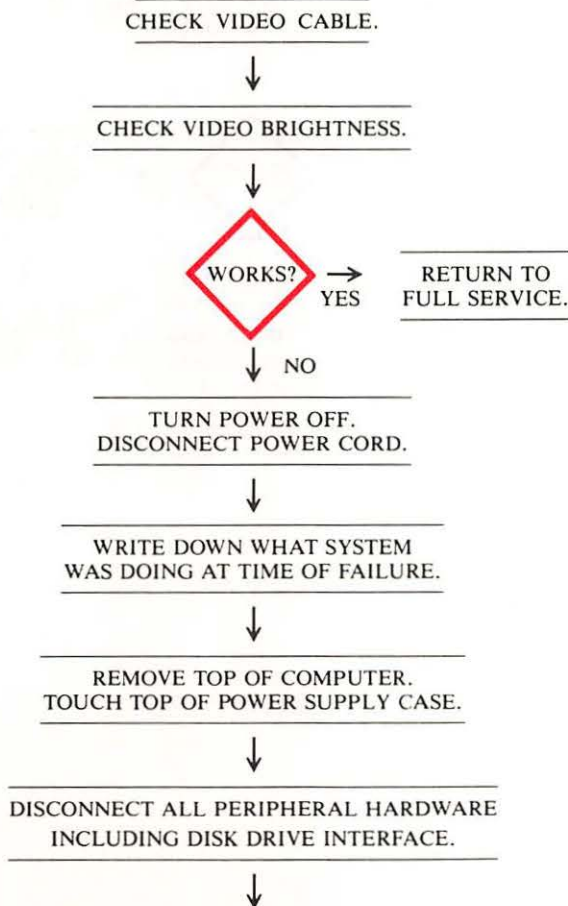 CHECK VIDEO CABLE.
CHECK VIDEO BRIGHTNESS.
WORKS?
YES
RETURN TO
FULL SERVICE.
NO
TURN POWER OFF.
DISCONNECT POWER CORD.
WRITE DOWN WHAT SYSTEM
WAS DOING AT TIME OF FAILURE.
REMOVE TOP OF COMPUTER.
TOUCH TOP OF POWER SUPPLY CASE.
DISCONNECT ALL PERIPHERAL HARDWARE
INCLUDING DISK DRIVE INTERFACE.